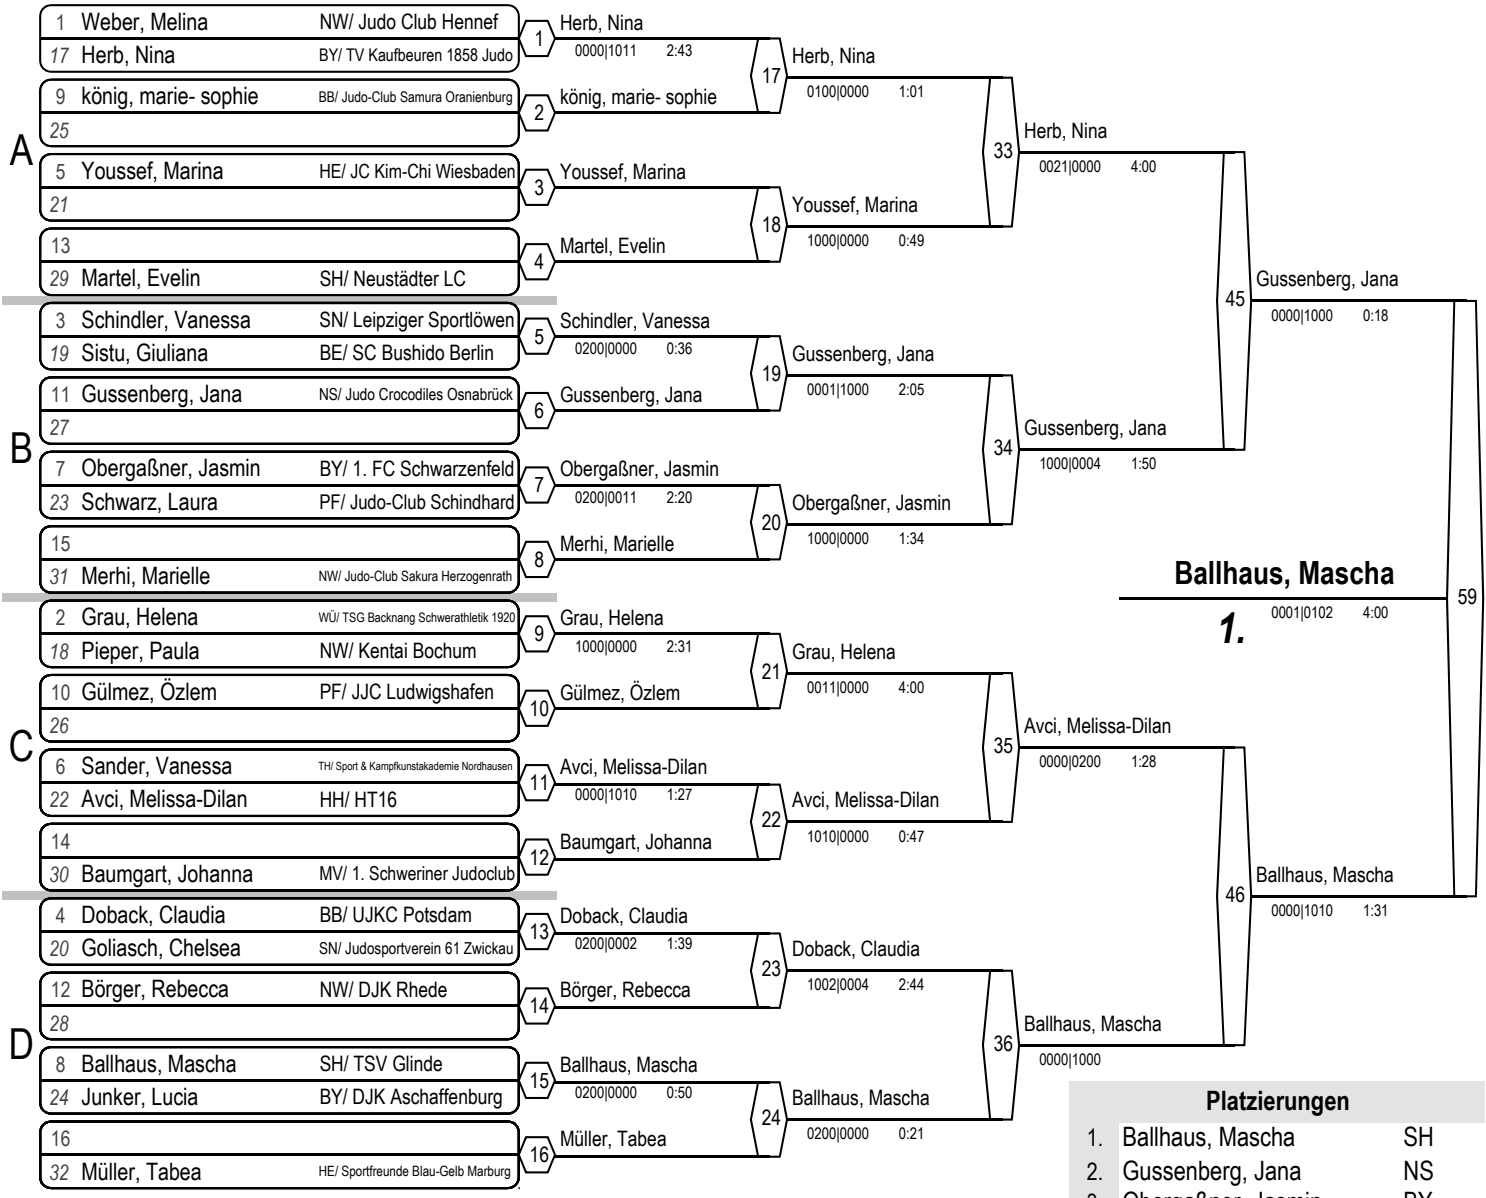 1 Weber, Melina NW/ Judo Club Hennef
17 Herb, Nina BY/ TV Kaufbeuren 1858 Judo
9 könig, marie- sophie BB/ Judo-Club Samura Oranienburg
25
A
5 Youssef, Marina HE/ JC Kim-Chi Wiesbaden
21
13
29 Martel, Evelin SH/ Neustädter LC
3 Schindler, Vanessa SN/ Leipziger Sportlöwen
19 Sistu, Giuliana BE/ SC Bushido Berlin
11 Gussenberg, Jana NS/ Judo Crocodiles Osnabrück
27
B
7 Obergaßner, Jasmin BY/ 1. FC Schwarzenfeld
23 Schwarz, Laura PF/ Judo-Club Schindhard
15
31 Merhi, Marielle NW/ Judo-Club Sakura Herzogenrath
2 Grau, Helena WÜ/ TSG Backnang Schwerathletik 1920
18 Pieper, Paula NW/ Kentai Bochum
10 Gülmez, Özlem PF/ JJC Ludwigshafen
26
C
6 Sander, Vanessa TH/ Sport & Kampfkunstakademie Nordhausen
22 Avci, Melissa-Dilan HH/ HT16
14
30 Baumgart, Johanna MV/ 1. Schweriner Judoclub
4 Doback, Claudia BB/ UJKC Potsdam
20 Goliasch, Chelsea SN/ Judosportverein 61 Zwickau
12 Börger, Rebecca NW/ DJK Rhede
28
D
8 Ballhaus, Mascha SH/ TSV Glinde
24 Junker, Lucia BY/ DJK Aschaffenburg
16
32 Müller, Tabea HE/ Sportfreunde Blau-Gelb Marburg
1 Herb, Nina
0000|1011 2:43
2 könig, marie- sophie
3 Youssef, Marina
4 Martel, Evelin
5 Schindler, Vanessa
0200|0000 0:36
6 Gussenberg, Jana
7 Obergaßner, Jasmin
0200|0011 2:20
8 Merhi, Marielle
9 Grau, Helena
1000|0000 2:31
10 Gülmez, Özlem
11 Avci, Melissa-Dilan
0000|1010 1:27
12 Baumgart, Johanna
13 Doback, Claudia
0200|0002 1:39
14 Börger, Rebecca
15 Ballhaus, Mascha
0200|0000 0:50
16 Müller, Tabea
17 Herb, Nina
0100|0000 1:01
18 Youssef, Marina
1000|0000 0:49
19 Gussenberg, Jana
0001|1000 2:05
20 Obergaßner, Jasmin
1000|0000 1:34
21 Grau, Helena
0011|0000 4:00
22 Avci, Melissa-Dilan
1010|0000 0:47
23 Doback, Claudia
1002|0004 2:44
24 Ballhaus, Mascha
0200|0000 0:21
33 Herb, Nina
0021|0000 4:00
34 Gussenberg, Jana
1000|0004 1:50
35 Avci, Melissa-Dilan
0000|0200 1:28
36 Ballhaus, Mascha
0000|1000
45 Gussenberg, Jana
0000|1000 0:18
46 Ballhaus, Mascha
0000|1010 1:31
59 Ballhaus, Mascha
1. 0001|0102 4:00
Platzierungen
1. Ballhaus, Mascha SH
2. Gussenberg, Jana NS
3. Obergaßner, Jasmin BY